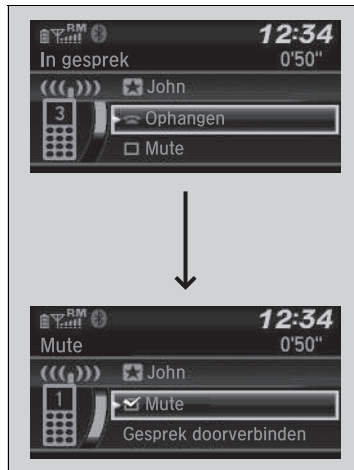 RM 12:34
In gesprek 0'50"
John
3
Ophangen
Mute
RM 12:34
Mute 0'50"
John
1
Mute
Gesprek doorverbinden